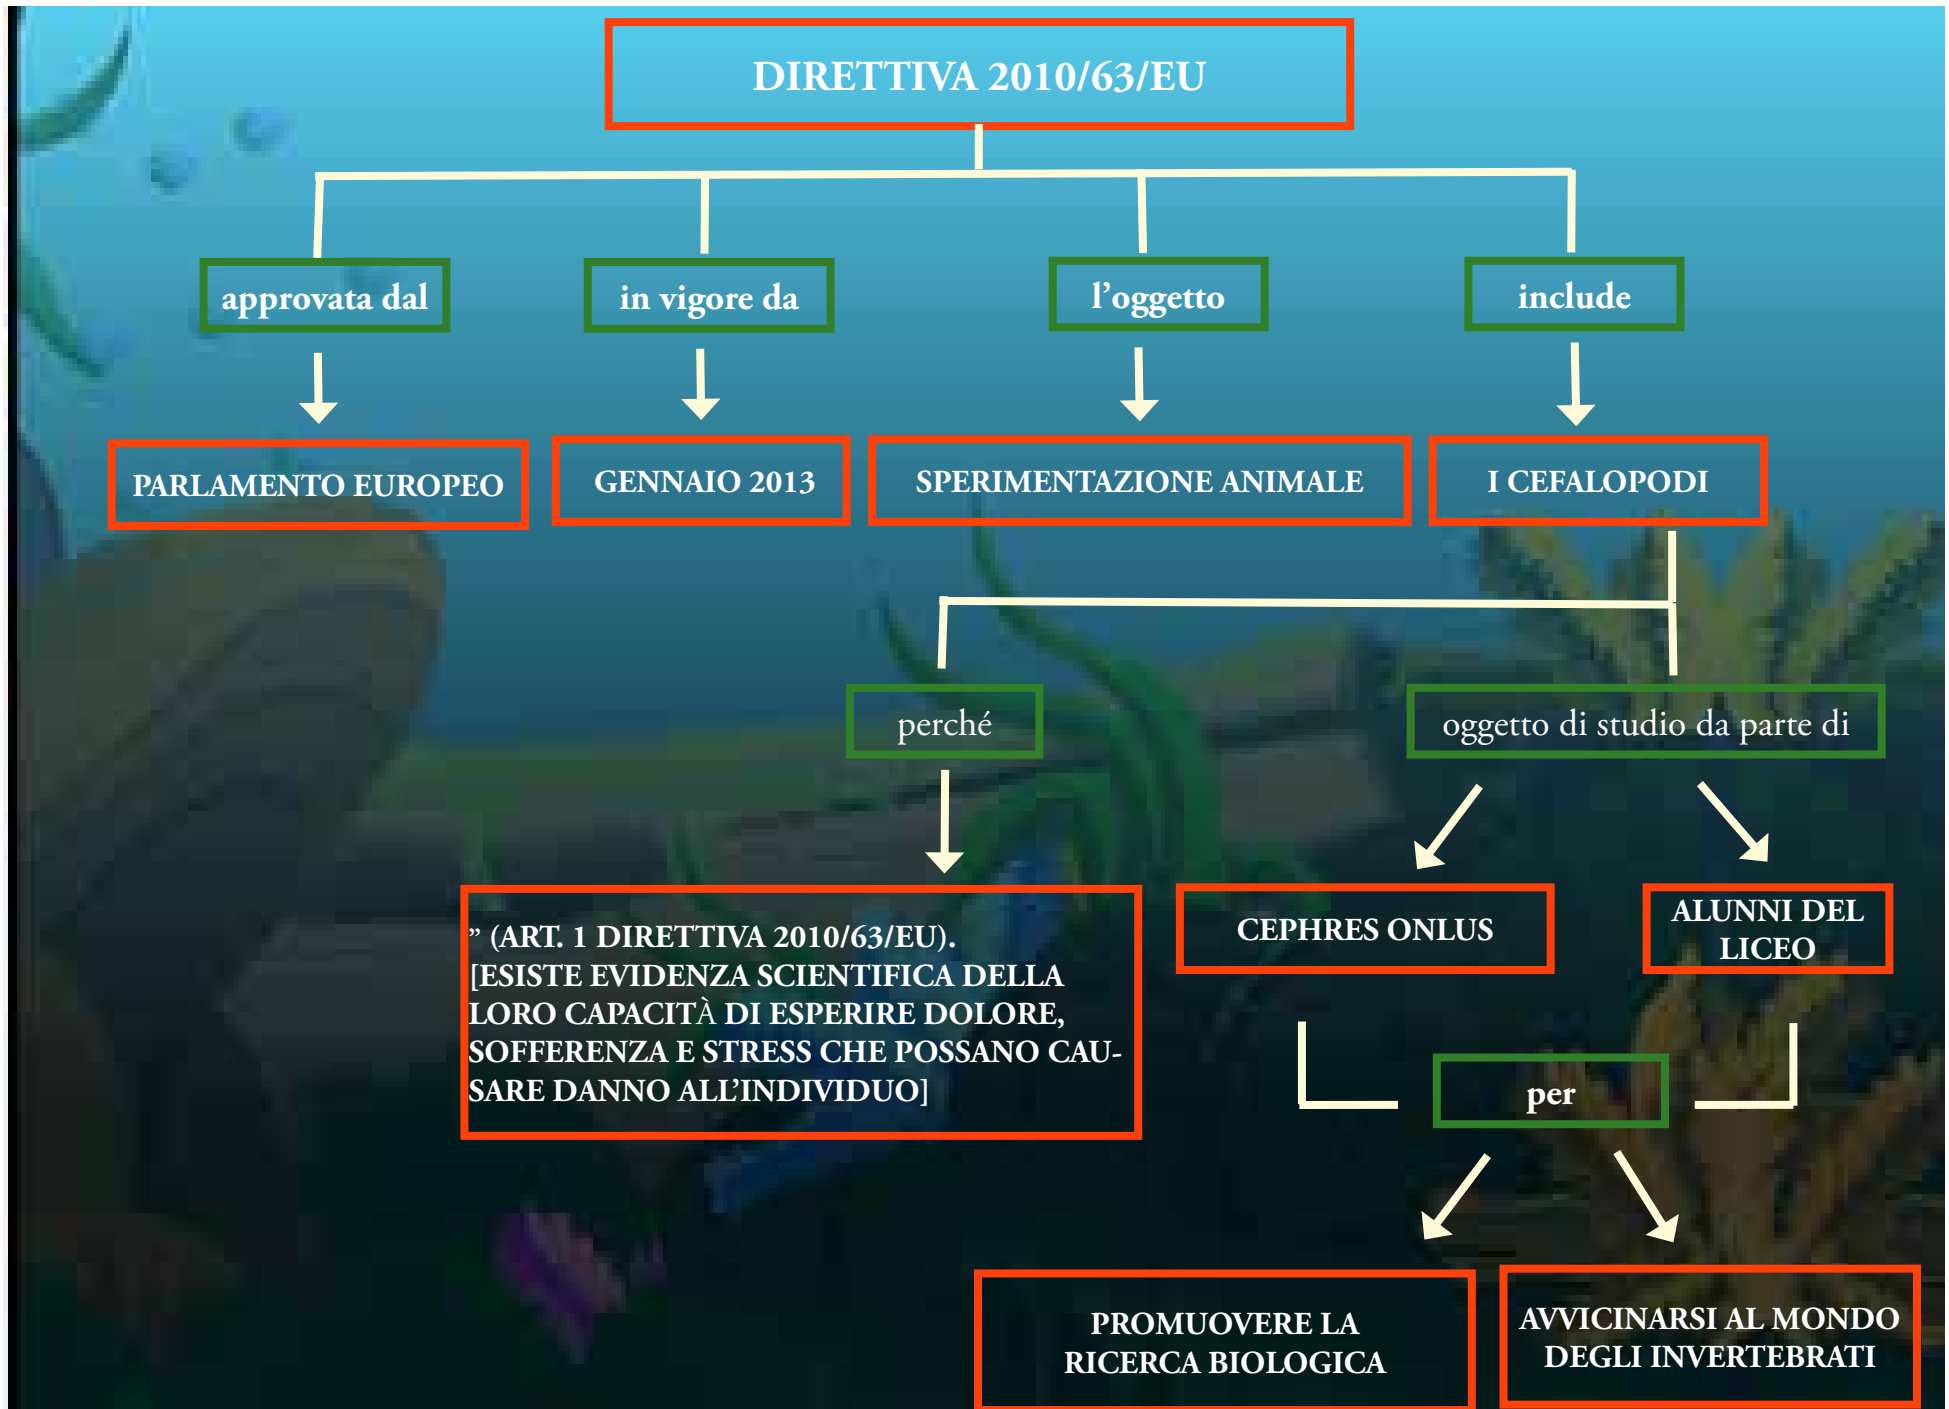 DIRETTIVA 2010/63/EU
approvata dal
in vigore da
l’oggetto
include
PARLAMENTO EUROPEO
GENNAIO 2013
SPERIMENTAZIONE ANIMALE
I CEFALOPODI
perché
oggetto di studio da parte di
” (ART. 1 DIRETTIVA 2010/63/EU).
[ESISTE EVIDENZA SCIENTIFICA DELLA
LORO CAPACITÀ DI ESPERIRE DOLORE,
SOFFERENZA E STRESS CHE POSSANO CAU-
SARE DANNO ALL’INDIVIDUO]
CEPHRES ONLUS
ALUNNI DEL
LICEO
per
PROMUOVERE LA
RICERCA BIOLOGICA
AVVICINARSI AL MONDO
DEGLI INVERTEBRATI